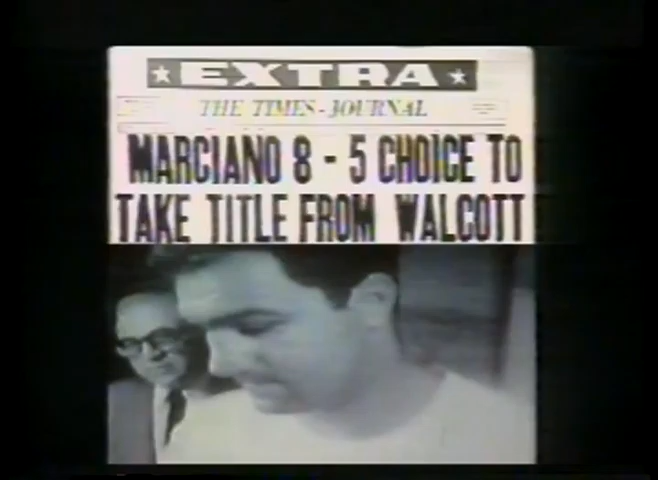 EXTRA
THE TIMES-JOURNAL
MARCIANO 8 - 5 CHOICE TO
TAKE TITLE FROM WALCOTT